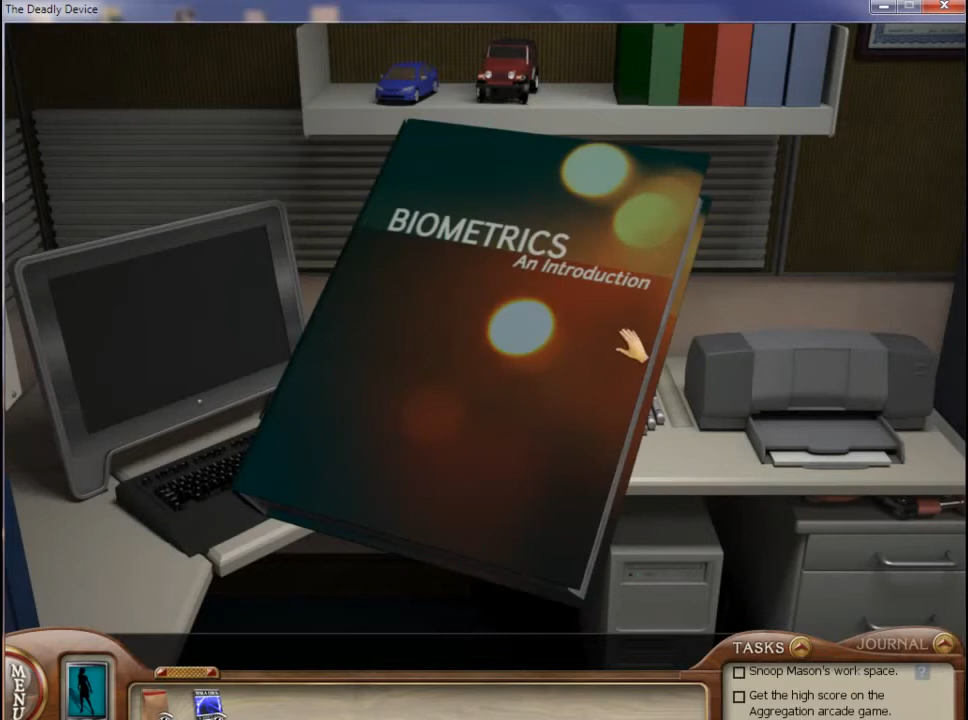 The Deadly Device
BIOMETRICS
An Introduction
TASKS
JOURNAL
Snoop Mason's work space.
?
Get the high score on the
Aggregation arcade game.
MENU